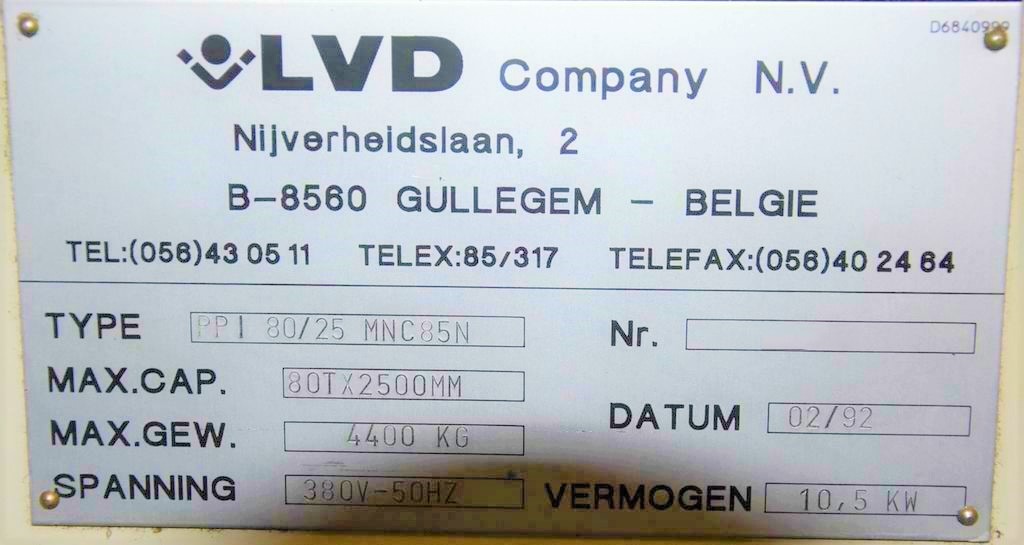 D6840999
LVD Company N.V.
Nijverheidslaan, 2
B-8560 GULLEGEM - BELGIE
TEL:(056)43 05 11 TELEX:85/317 TELEFAX:(056)40 24 64
TYPE PPI 80/25 MNC85N Nr.
MAX.CAP. 80TX2500MM
MAX.GEW. 4400 KG DATUM 02/92
SPANNING 380V-50HZ VERMOGEN 10,5 KW